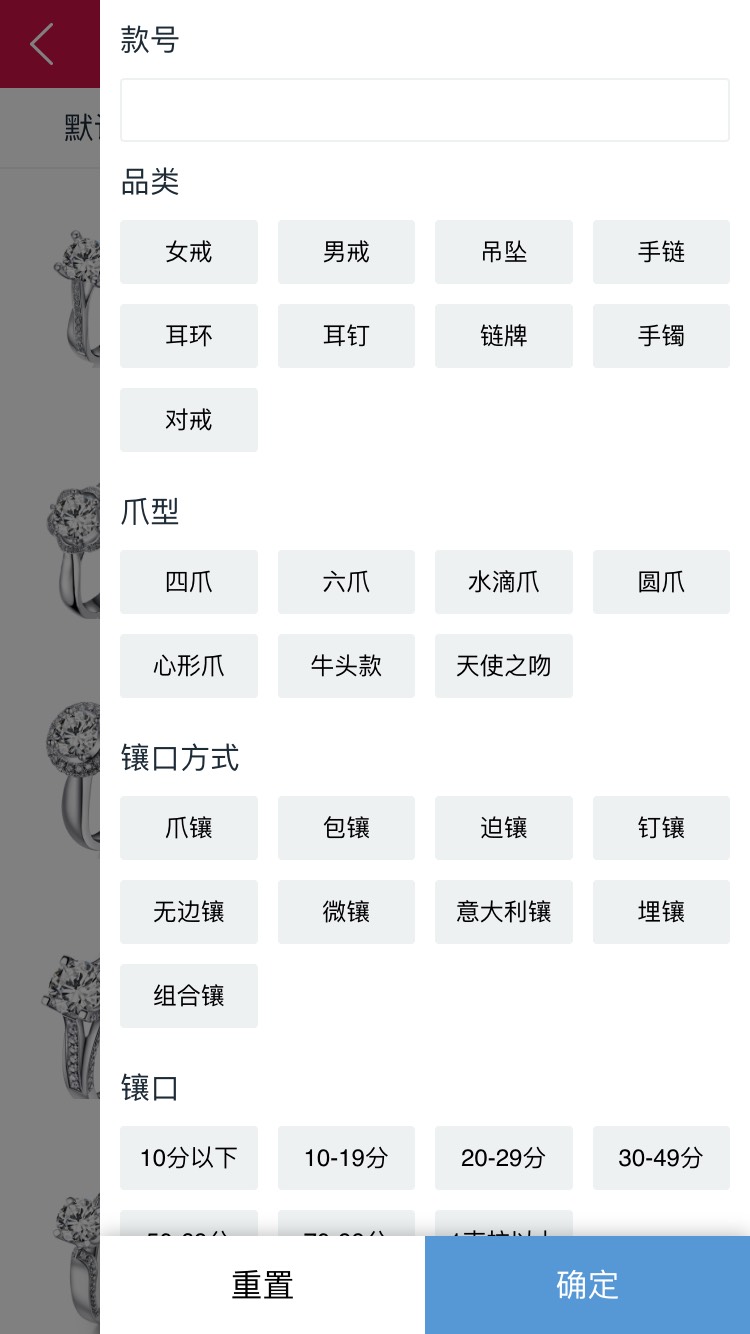 款号
默
品类
女戒 男戒 吊坠 手链
耳环 耳钉 链牌 手镯
对戒
爪型
四爪 六爪 水滴爪 圆爪
心形爪 牛头款 天使之吻
镶口方式
爪镶 包镶 迫镶 钉镶
无边镶 微镶 意大利镶 埋镶
组合镶
镶口
10分以下 10-19分 20-29分 30-49分
重置 确定